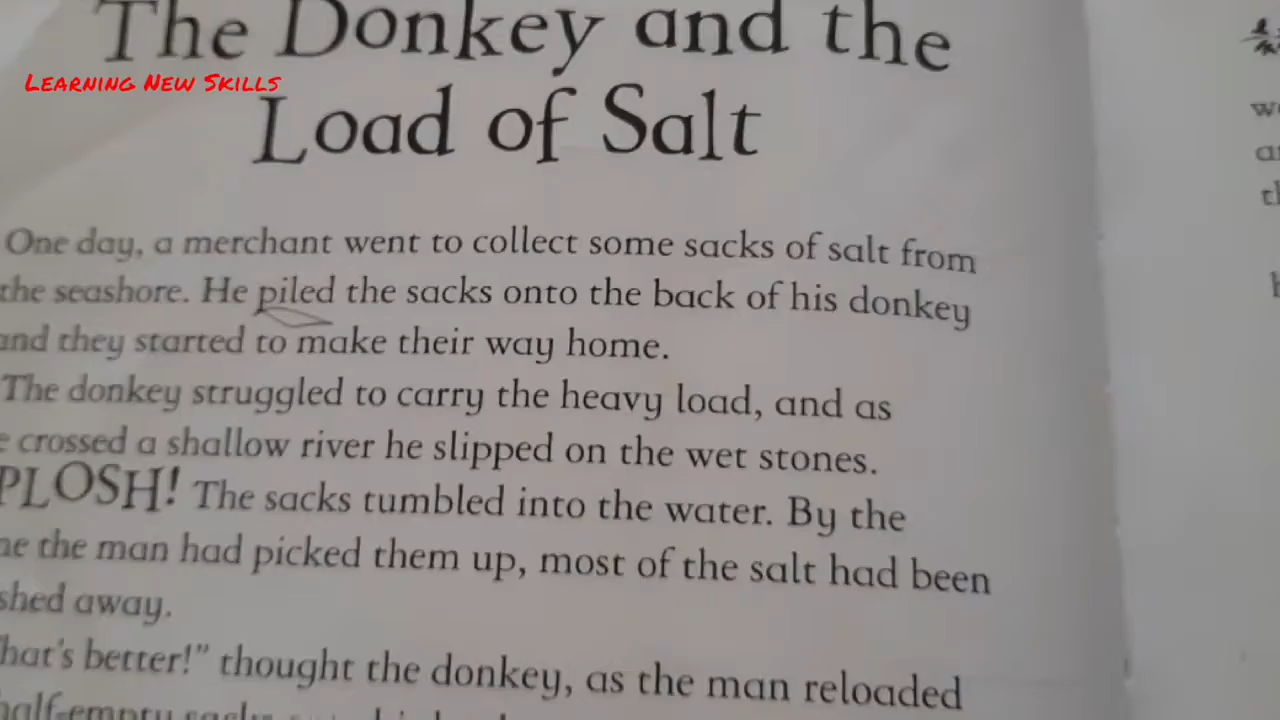 The Donkey and the
Learning New Skills
Load of Salt
One day, a merchant went to collect some sacks of salt from
the seashore. He piled the sacks onto the back of his donkey
and they started to make their way home.
The donkey struggled to carry the heavy load, and as
crossed a shallow river he slipped on the wet stones.
PLOSH! The sacks tumbled into the water. By the
the man had picked them up, most of the salt had been
shed away.
hat's better!” thought the donkey, as the man reloaded
half-empty sacks